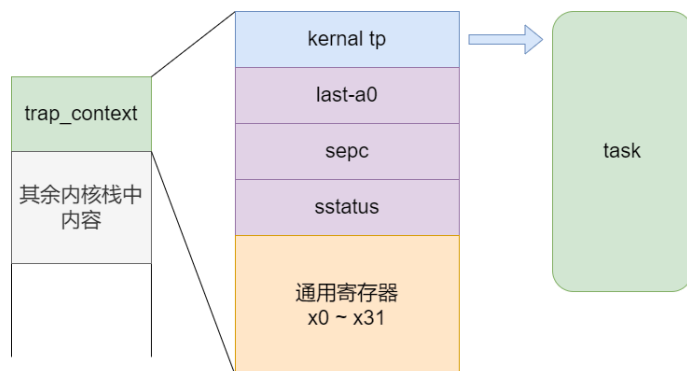 trap_context
其余内核栈中
内容
kernal tp
last-a0
sepc
sstatus
通用寄存器
x0 ~ x31
task